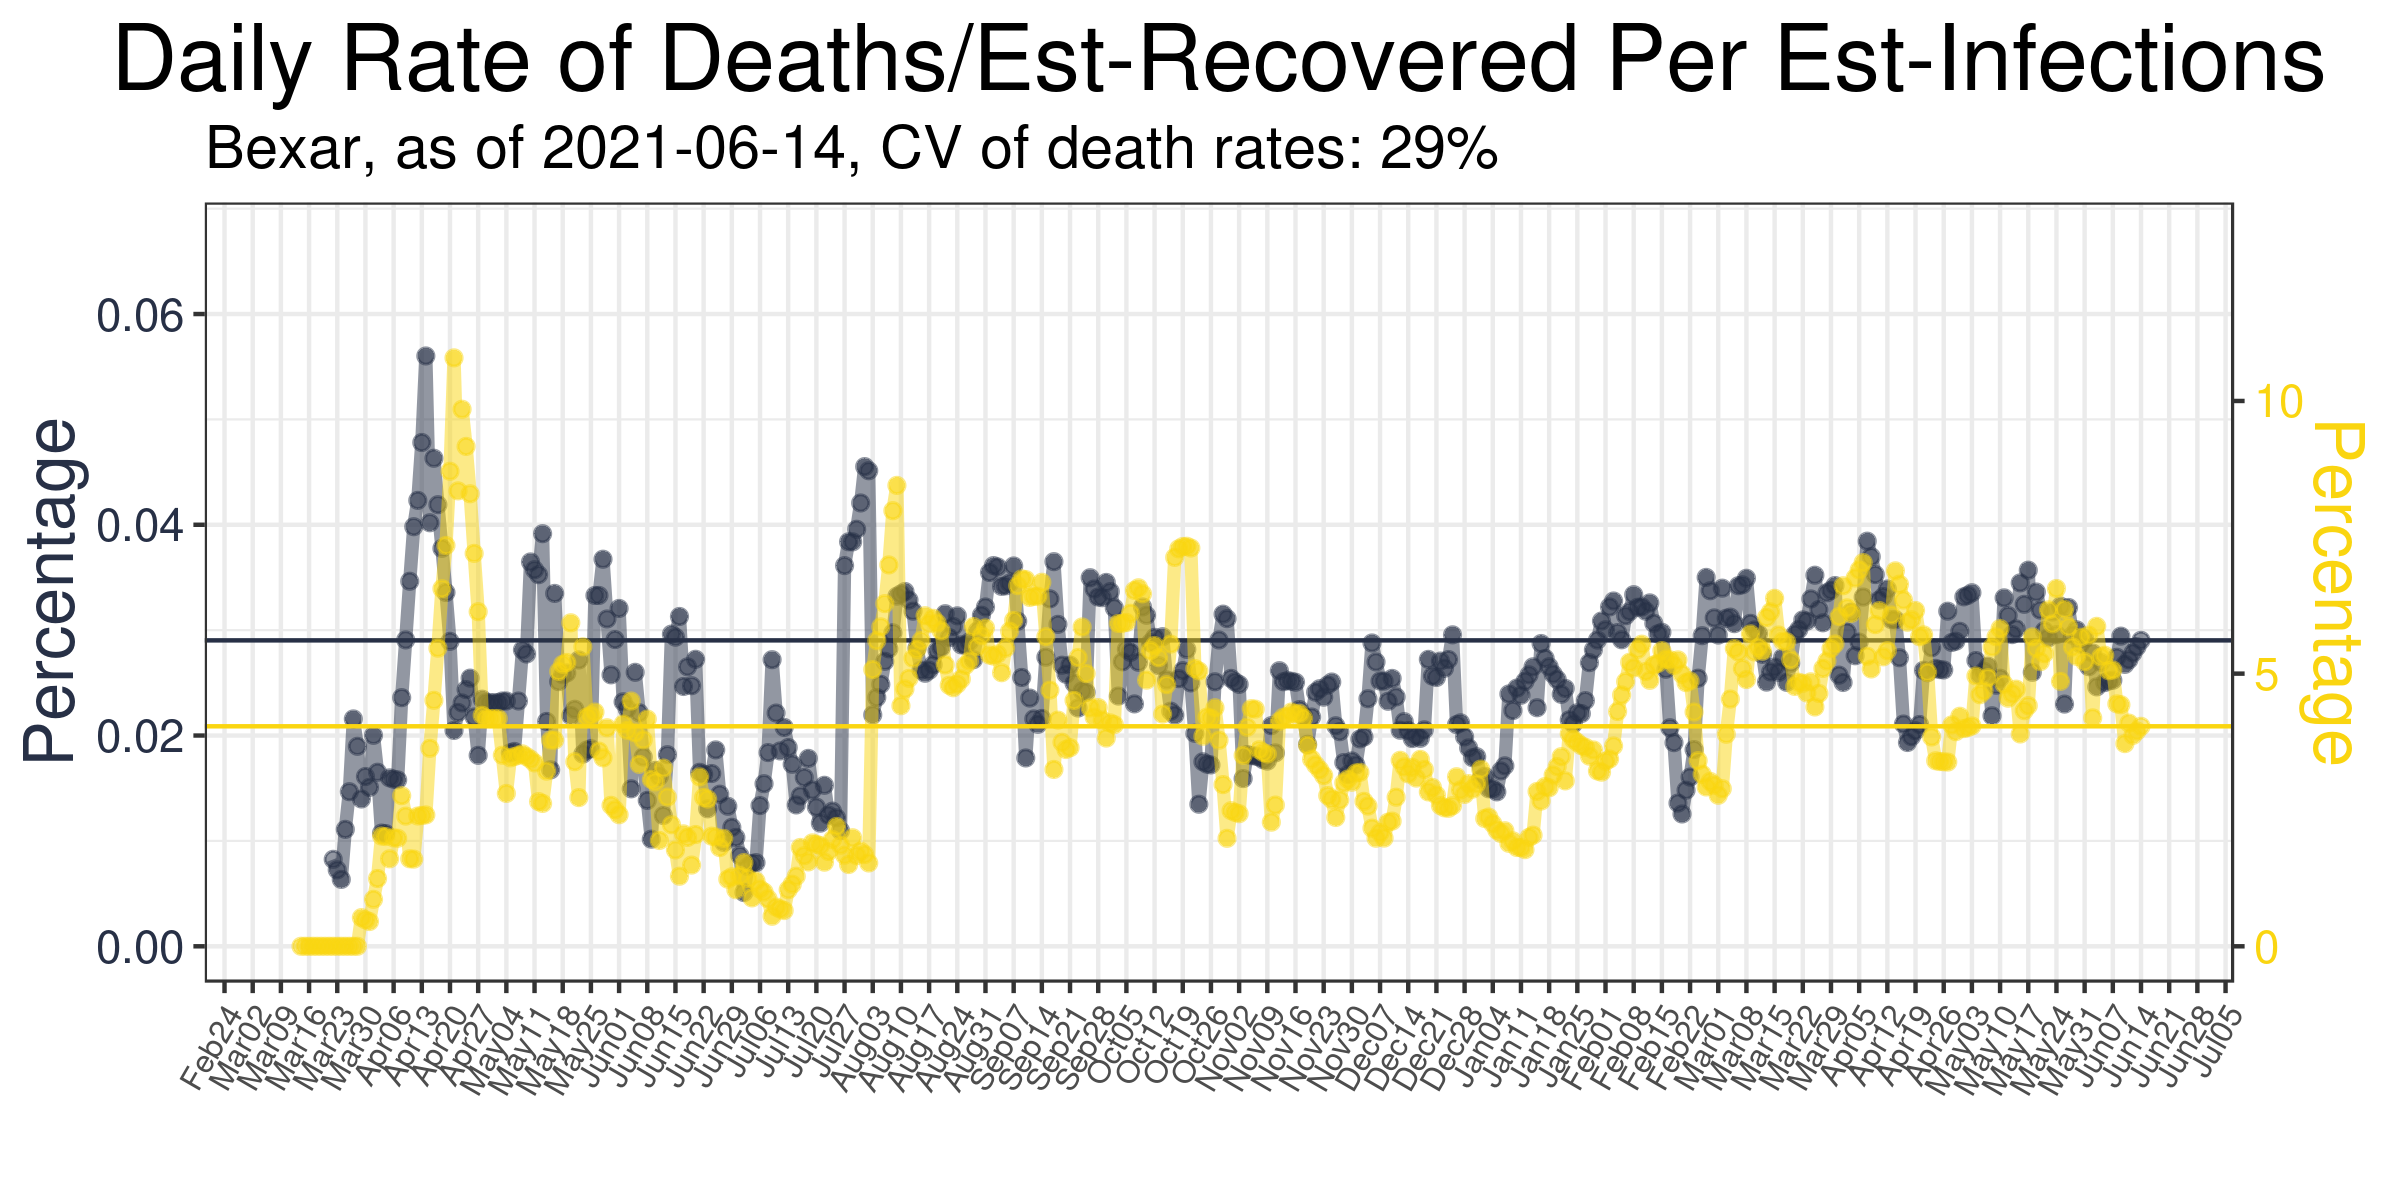 Daily Rate of Deaths/Est-Recovered Per Est-Infections
Bexar, as of 2021-06-14, CV of death rates: 29%
Percentage
0.06
0.04
0.02
0.00
10
5
0
Percentage
Feb24
Mar02
Mar09
Mar16
Mar23
Mar30
Apr06
Apr13
Apr20
Apr27
May04
May11
May18
May25
Jun01
Jun08
Jun15
Jun22
Jun29
Jul06
Jul13
Jul20
Jul27
Aug03
Aug10
Aug17
Aug24
Aug31
Sep07
Sep14
Sep21
Sep28
Oct05
Oct12
Oct19
Oct26
Nov02
Nov09
Nov16
Nov23
Nov30
Dec07
Dec14
Dec21
Dec28
Jan04
Jan11
Jan18
Jan25
Feb01
Feb08
Feb15
Feb22
Mar01
Mar08
Mar15
Mar22
Mar29
Apr05
Apr12
Apr19
Apr26
May03
May10
May17
May24
May31
Jun07
Jun14
Jun21
Jun28
Jul05